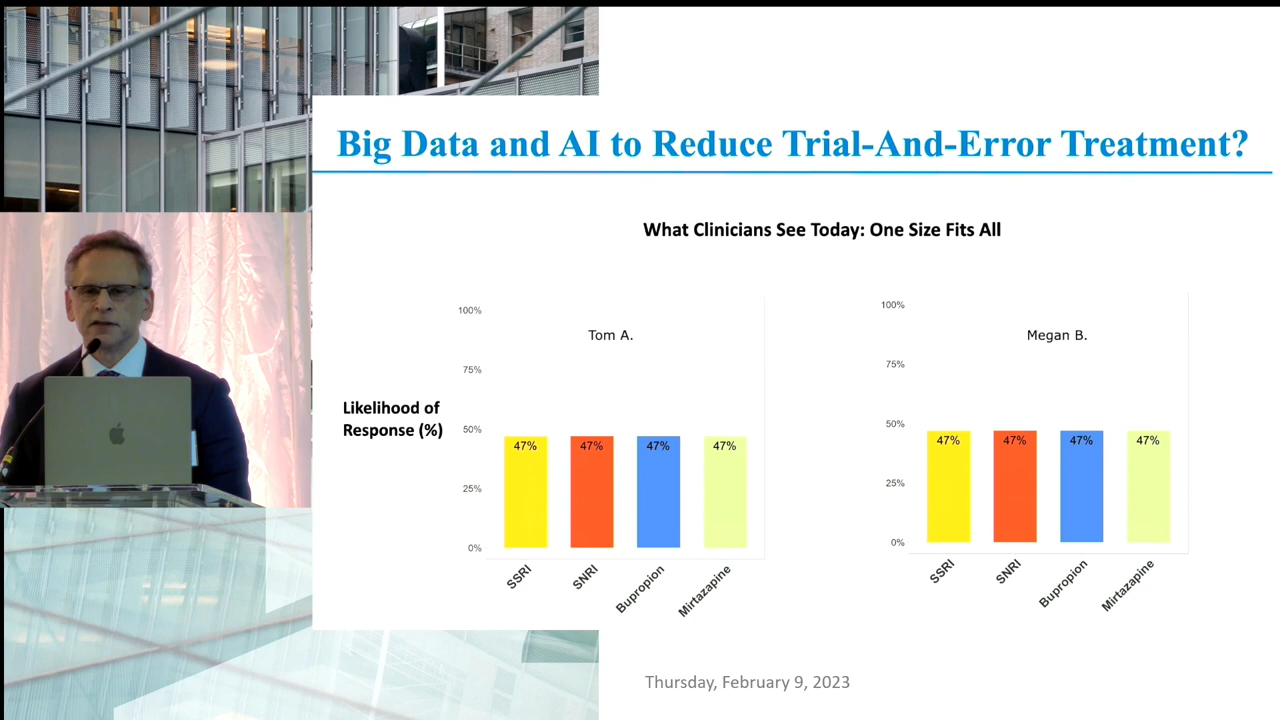 Big Data and AI to Reduce Trial-And-Error Treatment?
What Clinicians See Today: One Size Fits All
Likelihood of
Response (%)
Tom A.
100%
75%
50%
25%
0%
47% 47% 47% 47%
SSRI SNRI Bupropion Mirtazapine
Megan B.
100%
75%
50%
25%
0%
47% 47% 47% 47%
SSRI SNRI Bupropion Mirtazapine
Thursday, February 9, 2023